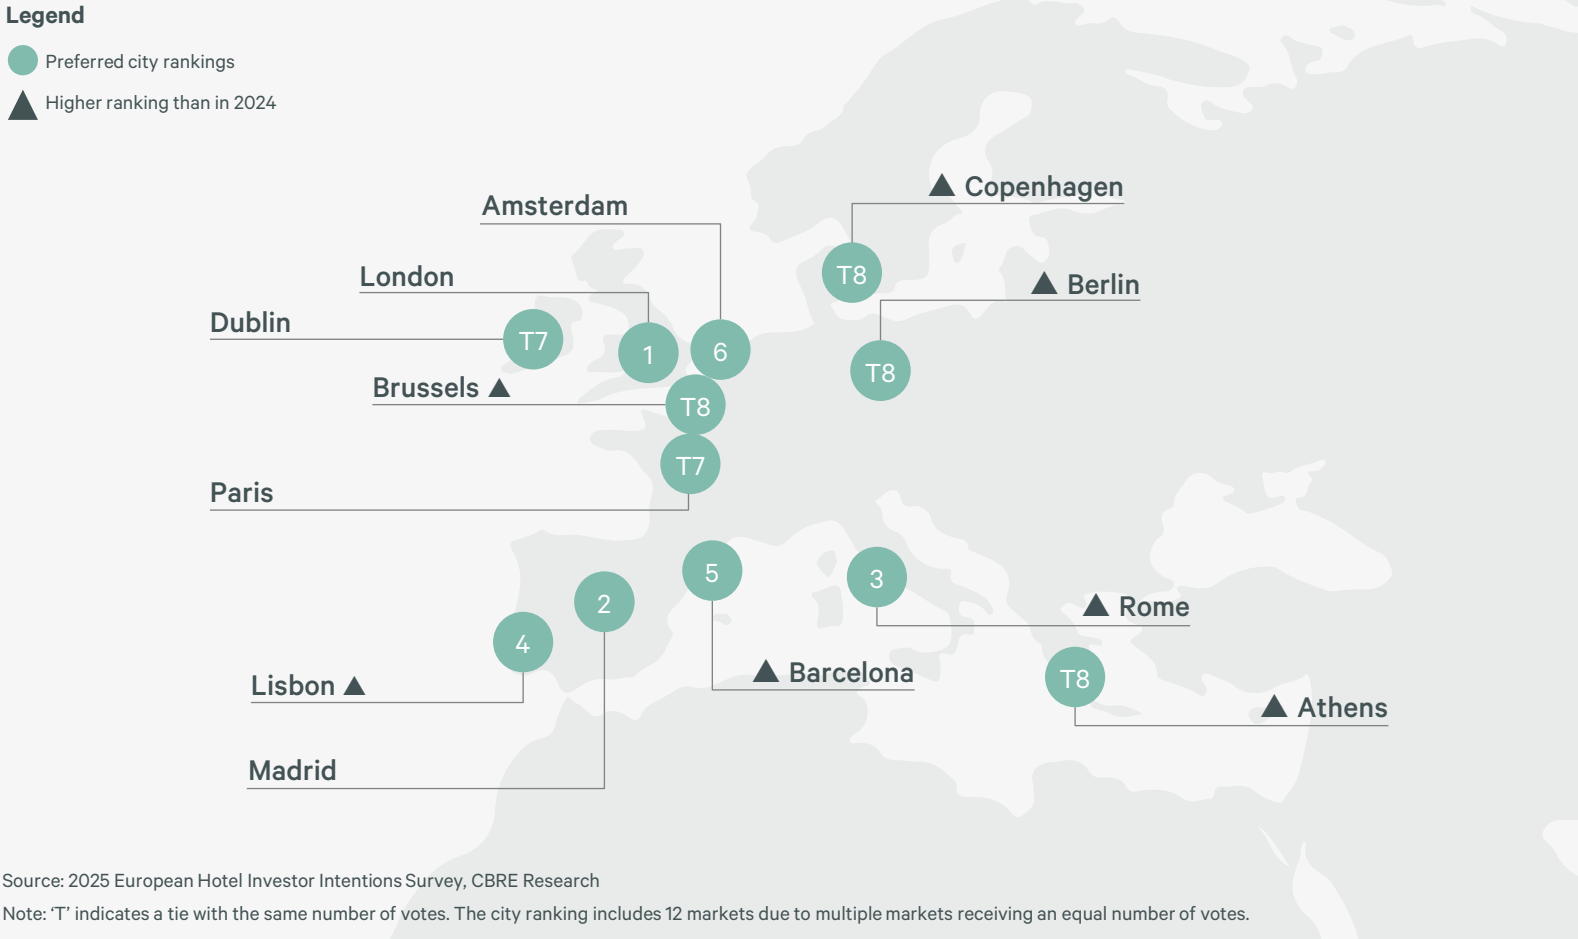 Legend
Preferred city rankings
▲ Higher ranking than in 2024
▲ Copenhagen
Amsterdam
London
T8
▲ Berlin
Dublin
T7
1
6
T8
Brussels ▲
T8
T7
Paris
5
3
2
▲ Rome
4
▲ Barcelona
T8
Lisbon ▲
▲ Athens
Madrid
Source: 2025 European Hotel Investor Intentions Survey, CBRE Research
Note: ‘T’ indicates a tie with the same number of votes. The city ranking includes 12 markets due to multiple markets receiving an equal number of votes.